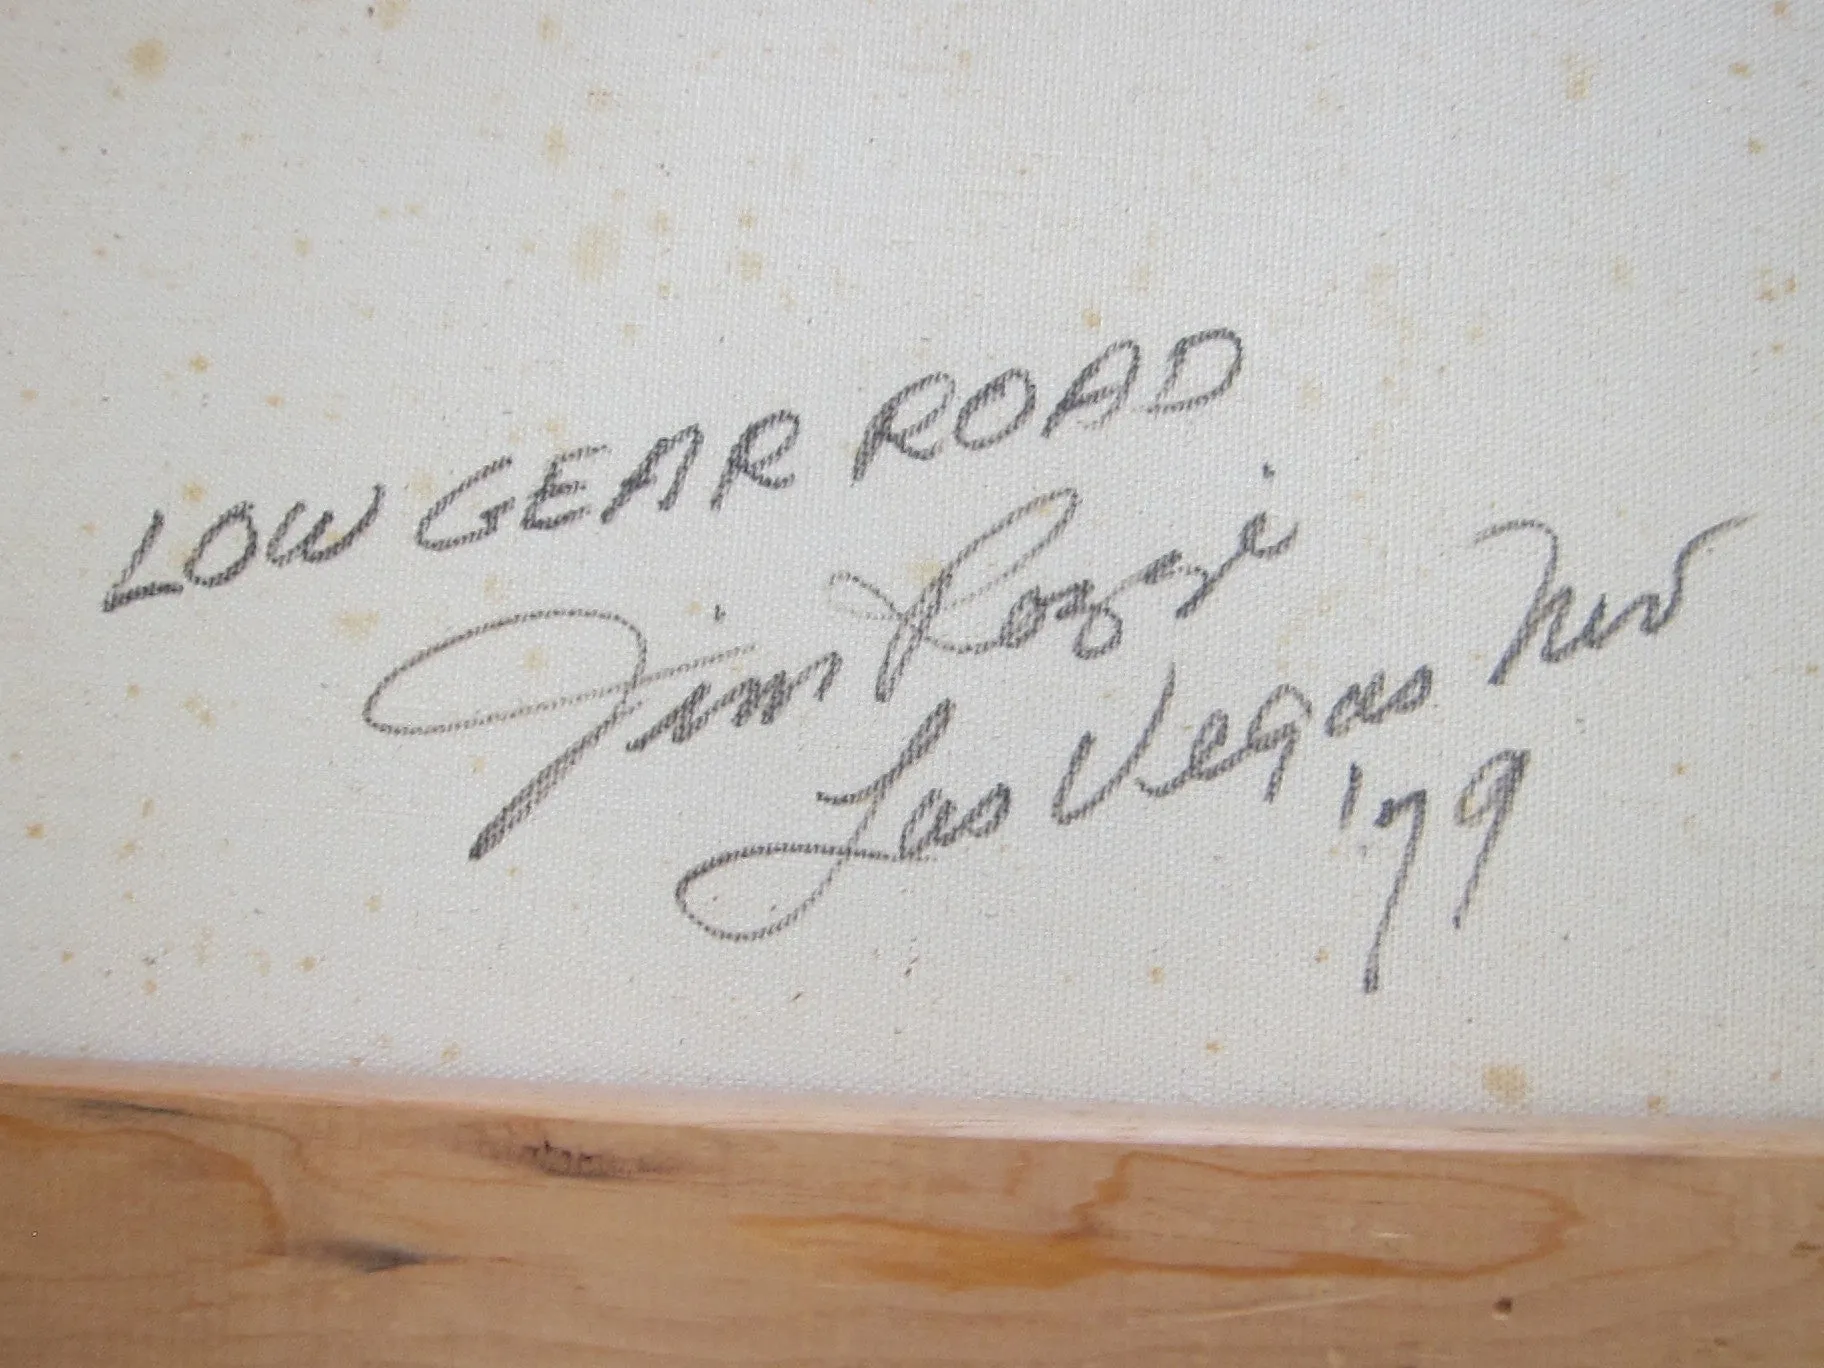 LOW GEAR ROAD
Jim Rozzi
Las Vegas Nev
'79